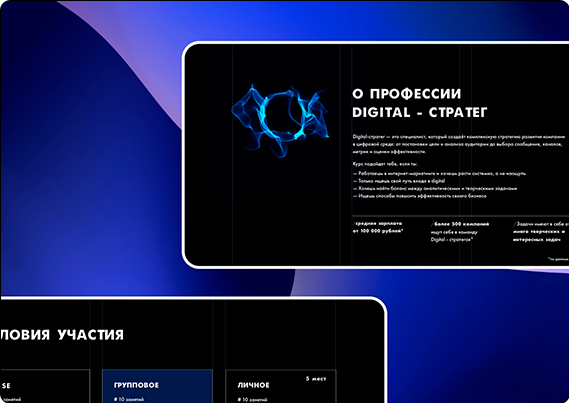 О ПРОФЕССИИ
DIGITAL - СТРАТЕГ
Digital-стратег — это специалист, который создаёт комплексную стратегию развития компании
в цифровой среде: от постановки цели и анализа аудитории до выбора сообщения, каналов,
метрик и оценки эффективности.
Курс подойдет тебе, если ты:
— Работаешь в интернет-маркетинге и хочешь расти системно, а не наощупь
— Только ищешь свой путь входа в digital
— Хочешь найти баланс между аналитическими и творческими задачами
— Ищешь способы повысить эффективность своего бизнеса
/средняя зарплата
от 100 000 рублей*
/более 500 компаний
ищут себе в команду
Digital - стратегов*
/Задачи имеют в себе о
много творческих и
интересных задач
*по данным
ЛОВИЯ УЧАСТИЯ
SE
занятий
ГРУППОВОЕ
# 10 занятий
5 мест
ЛИЧНОЕ
# 10 занятий